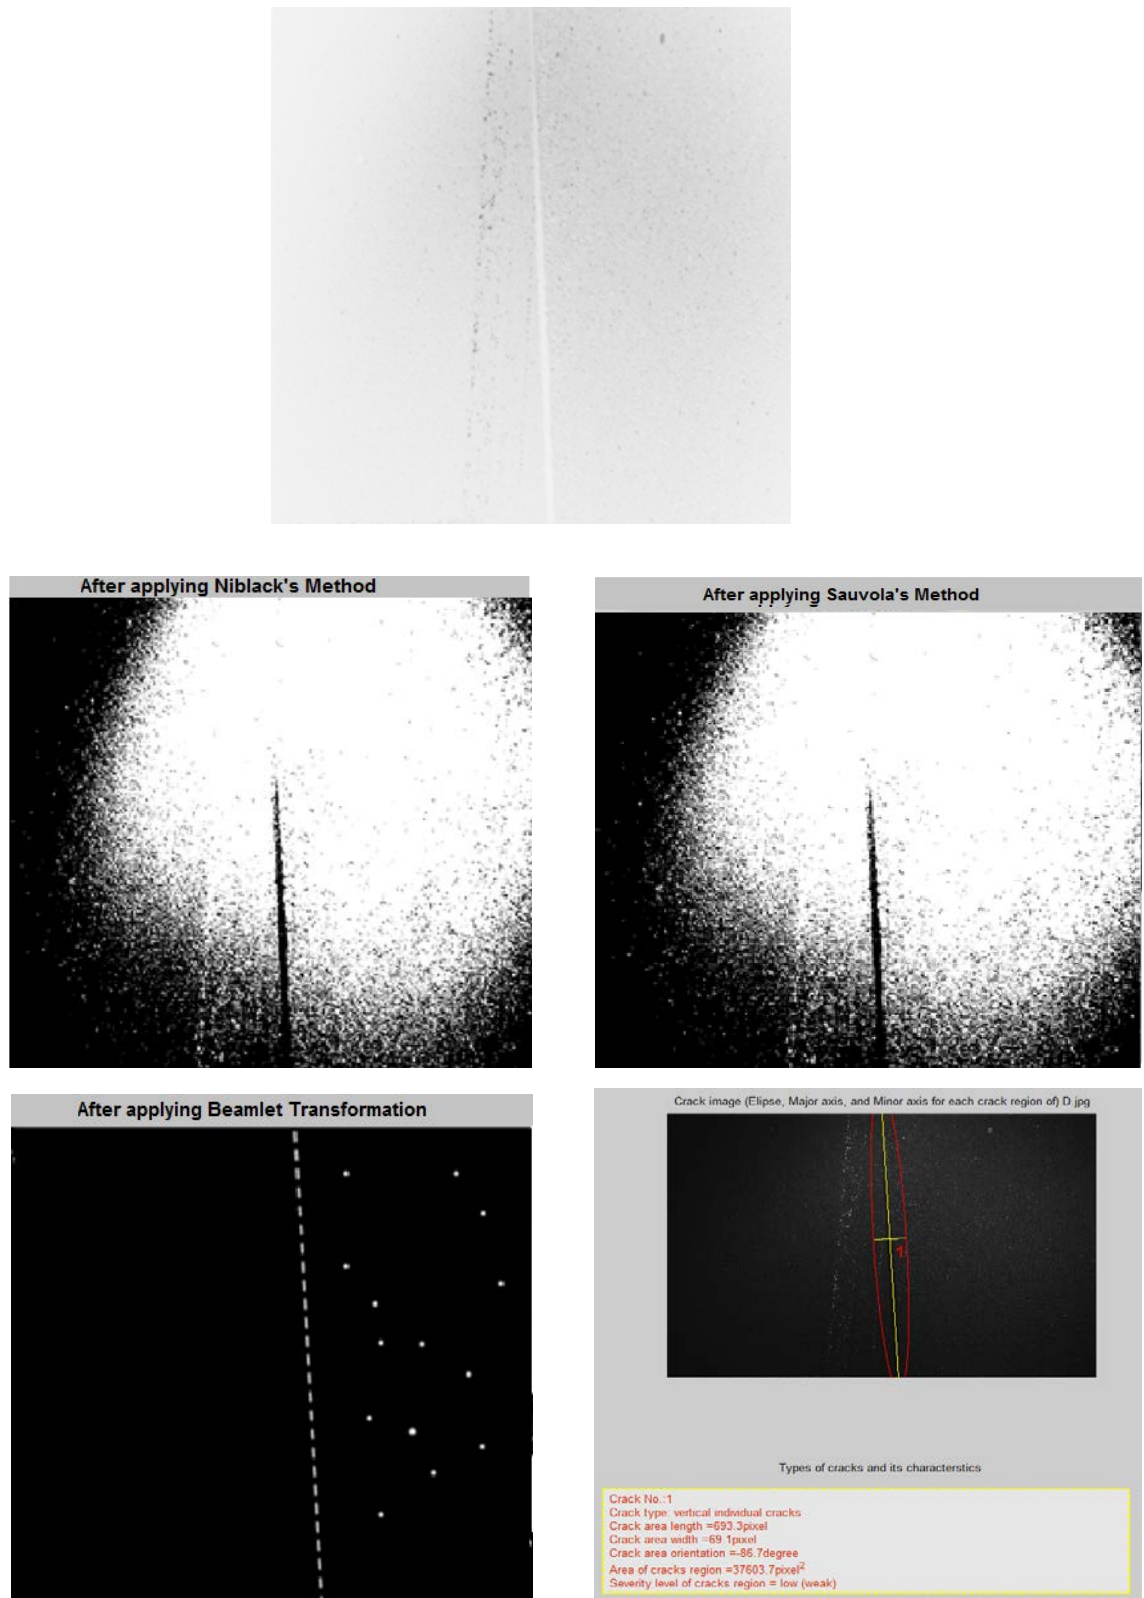 After applying Niblack's Method
After applying Sauvola's Method
After applying Beamlet Transformation
Crack image (Elipse, Major axis, and Minor axis for each crack region of) D.jpg
1
Types of cracks and its characterstics
Crack No.:1
Crack type: vertical individual cracks
Crack area length =693.3pixel
Crack area width =69.1pixel
Crack area orientation =-86.7degree
Area of cracks region =37603.7pixel²
Severity level of cracks region = low (weak)